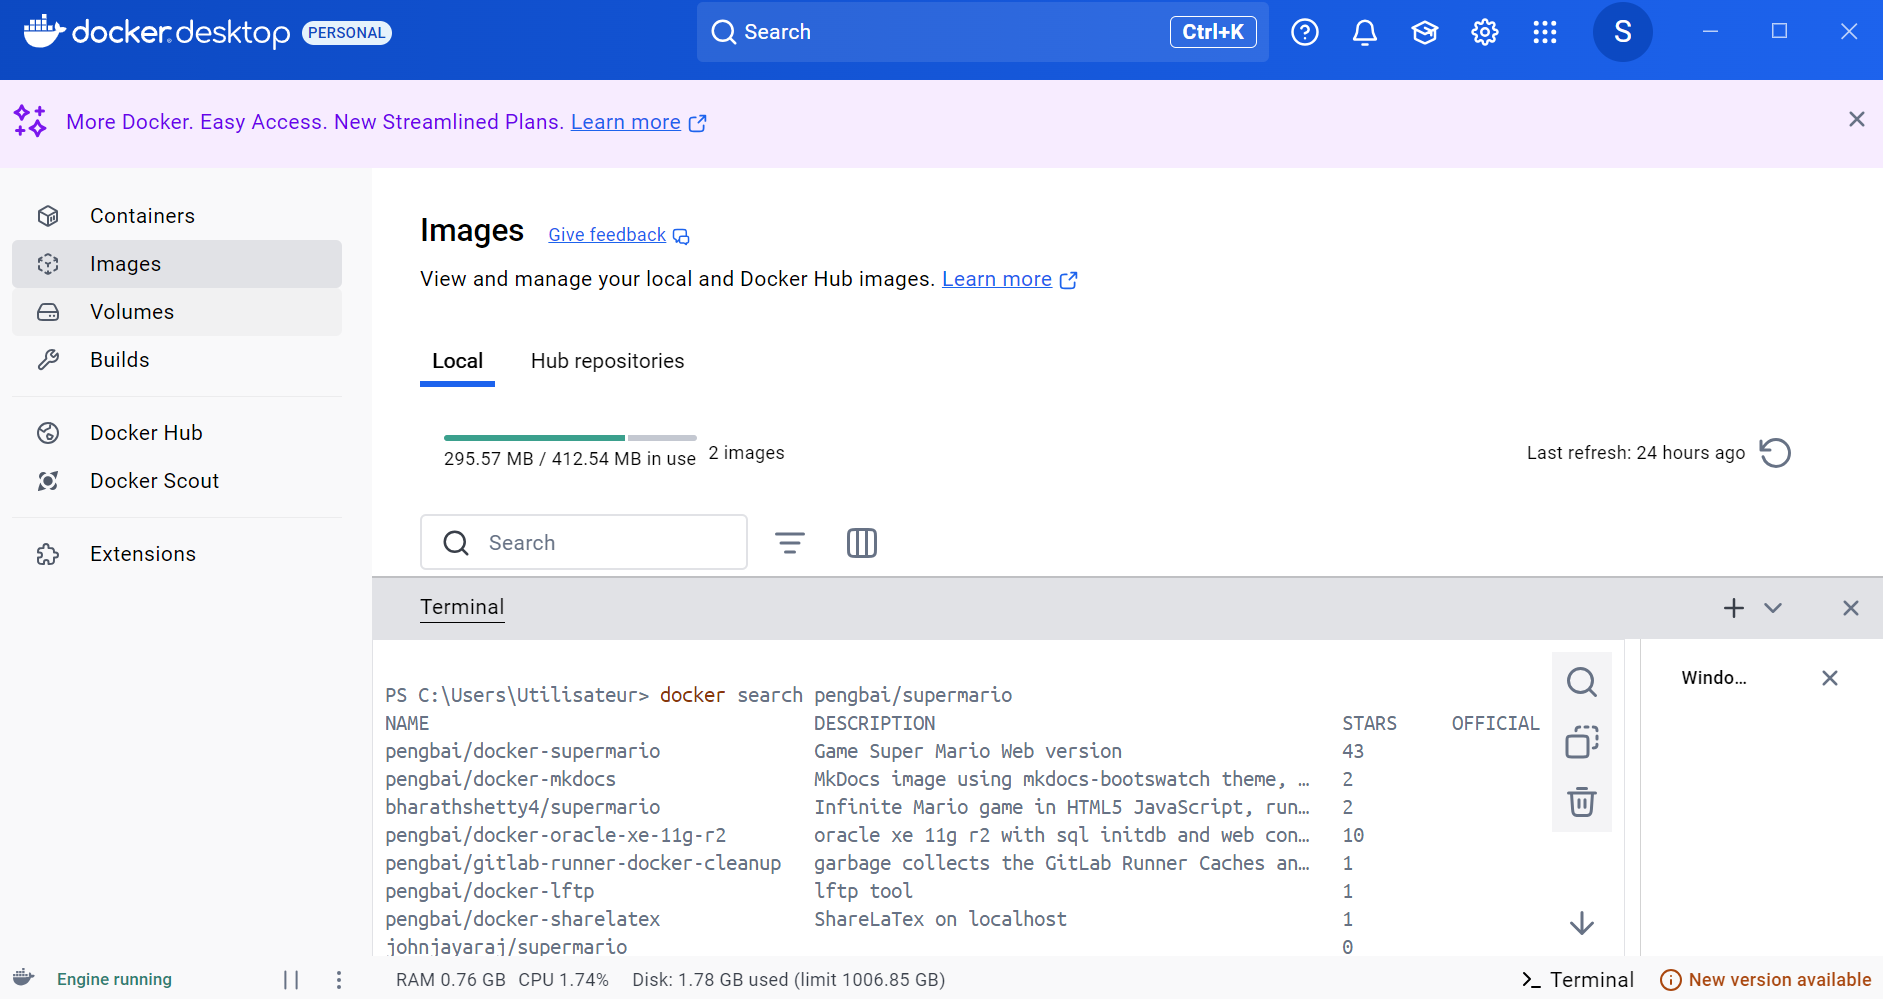 docker desktop PERSONAL
Search
Ctrl+K
S
More Docker. Easy Access. New Streamlined Plans. Learn more
Containers
Images
Volumes
Builds
Docker Hub
Docker Scout
Extensions
Images Give feedback
View and manage your local and Docker Hub images. Learn more
Local Hub repositories
295.57 MB / 412.54 MB in use 2 images
Last refresh: 24 hours ago
Search
Terminal
PS C:\Users\Utilisateur> docker search pengbai/supermario
NAME DESCRIPTION STARS OFFICIAL
pengbai/docker-supermario Game Super Mario Web version 43
pengbai/docker-mkdocs MkDocs image using mkdocs-bootswatch theme, … 2
bharathshetty4/supermario Infinite Mario game in HTML5 JavaScript, run… 2
pengbai/docker-oracle-xe-11g-r2 oracle xe 11g r2 with sql initdb and web con… 10
pengbai/gitlab-runner-docker-cleanup garbage collects the GitLab Runner Caches an… 1
pengbai/docker-lftp lftp tool 1
pengbai/docker-sharelatex ShareLaTex on localhost 1
johnjayaraj/supermario 0
Windo...
Engine running
RAM 0.76 GB CPU 1.74% Disk: 1.78 GB used (limit 1006.85 GB)
Terminal
New version available